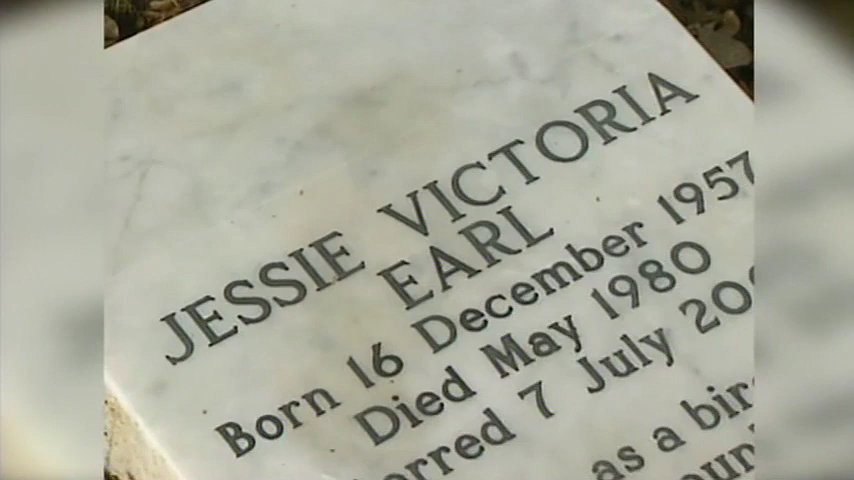 JESSIE VICTORIA
EARL
Born 16 December 1957
Died May 1980
7 July
as a